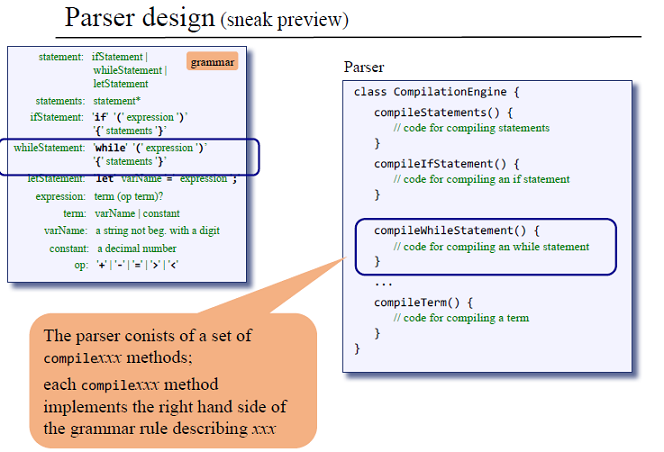 Parser design (sneak preview)
grammar
statement: ifStatement |
whileStatement |
letStatement
statements: statement*
ifStatement: 'if' '(' expression ')'
'{' statements '}'
whileStatement: 'while' '(' expression ')'
'{' statements '}'
letStatement: 'let' varName '=' expression ';'
expression: term (op term)?
term: varName | constant
varName: a string not beg. with a digit
constant: a decimal number
op: '+' | '-' | '=' | '>' | '<'
Parser
class CompilationEngine {
compileStatements() {
// code for compiling statements
}
compileIfStatement() {
// code for compiling an if statement
}
compileWhileStatement() {
// code for compiling an while statement
}
...
compileTerm() {
// code for compiling a term
}
}
The parser conists of a set of
compilexxx methods;
each compilexxx method
implements the right hand side of
the grammar rule describing xxx